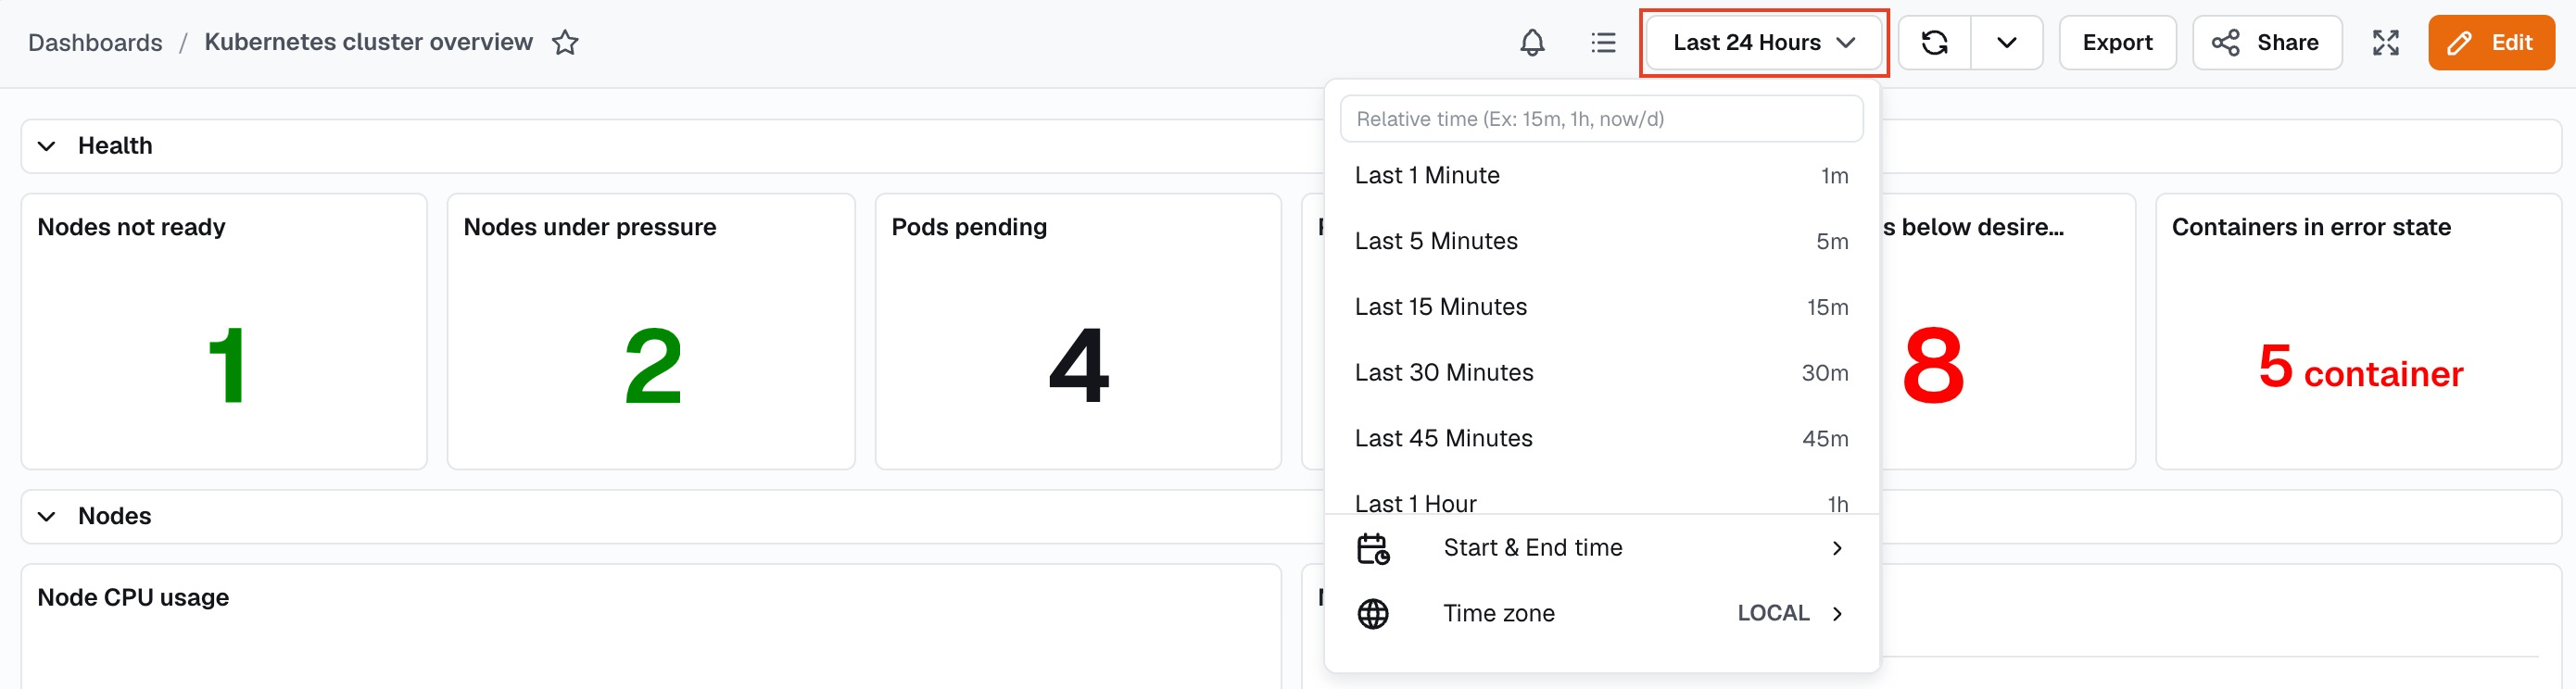 Dashboards / Kubernetes cluster overview
Last 24 Hours
Export
Share
Edit
Relative time (Ex: 15m, 1h, now/d)
Health
Last 1 Minute 1m
Nodes not ready
Nodes under pressure
Pods pending
s below desire...
Containers in error state
Last 5 Minutes 5m
Last 15 Minutes 15m
1
2
4
8
5 container
Last 30 Minutes 30m
Last 45 Minutes 45m
Last 1 Hour 1h
Nodes
Start & End time
Node CPU usage
Time zone LOCAL